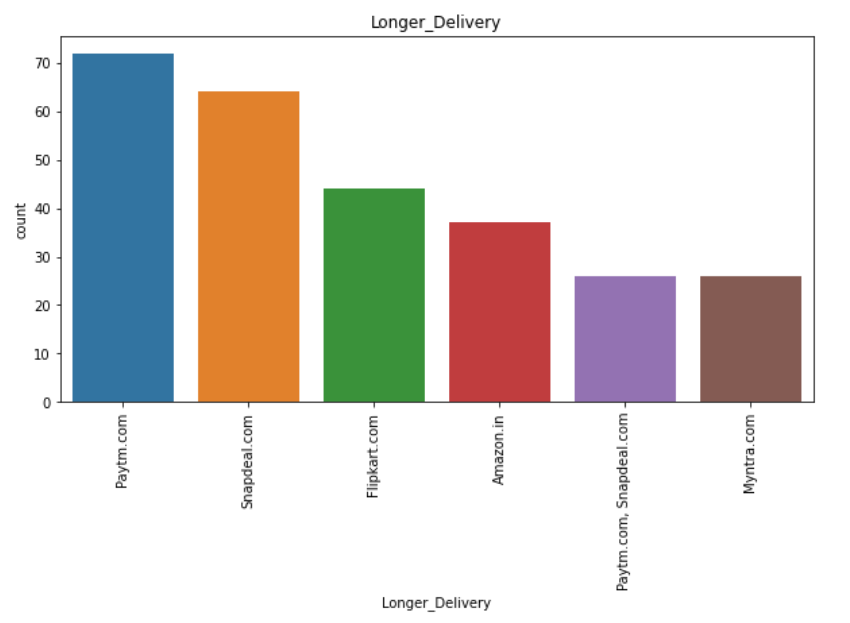 Longer_Delivery
count
70
60
50
40
30
20
10
0
Paytm.com
Snapdeal.com
Flipkart.com
Amazon.in
Paytm.com, Snapdeal.com
Myntra.com
Longer_Delivery